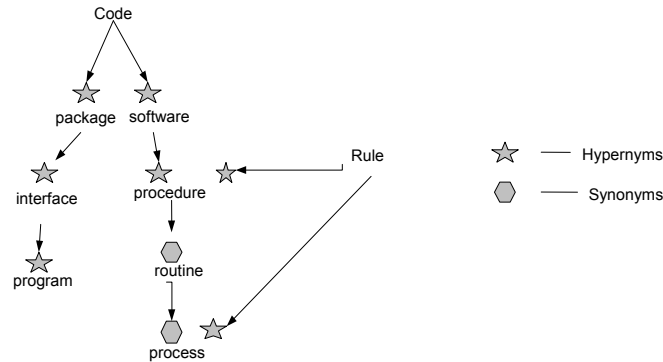 Code
package
software
Rule
Hypernyms
interface
procedure
Synonyms
program
routine
process